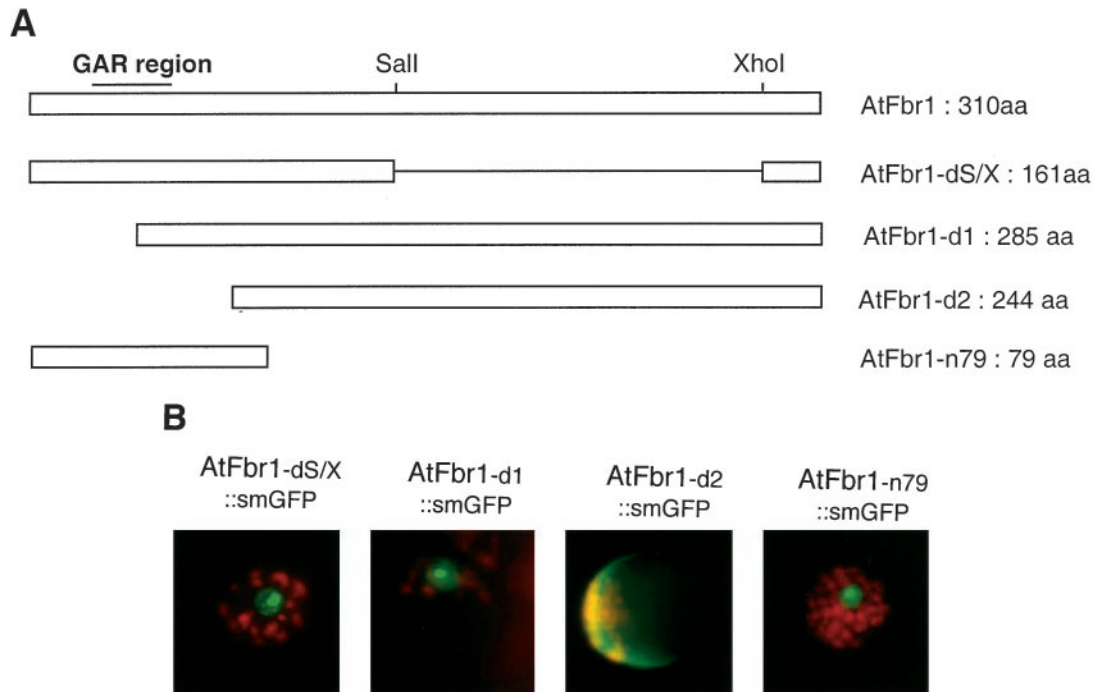 A
GAR region SalI XhoI
AtFbr1 : 310aa
AtFbr1-dS/X : 161aa
AtFbr1-d1 : 285 aa
AtFbr1-d2 : 244 aa
AtFbr1-n79 : 79 aa
B
AtFbr1-dS/X AtFbr1-d1 AtFbr1-d2 AtFbr1-n79
::smGFP ::smGFP ::smGFP ::smGFP